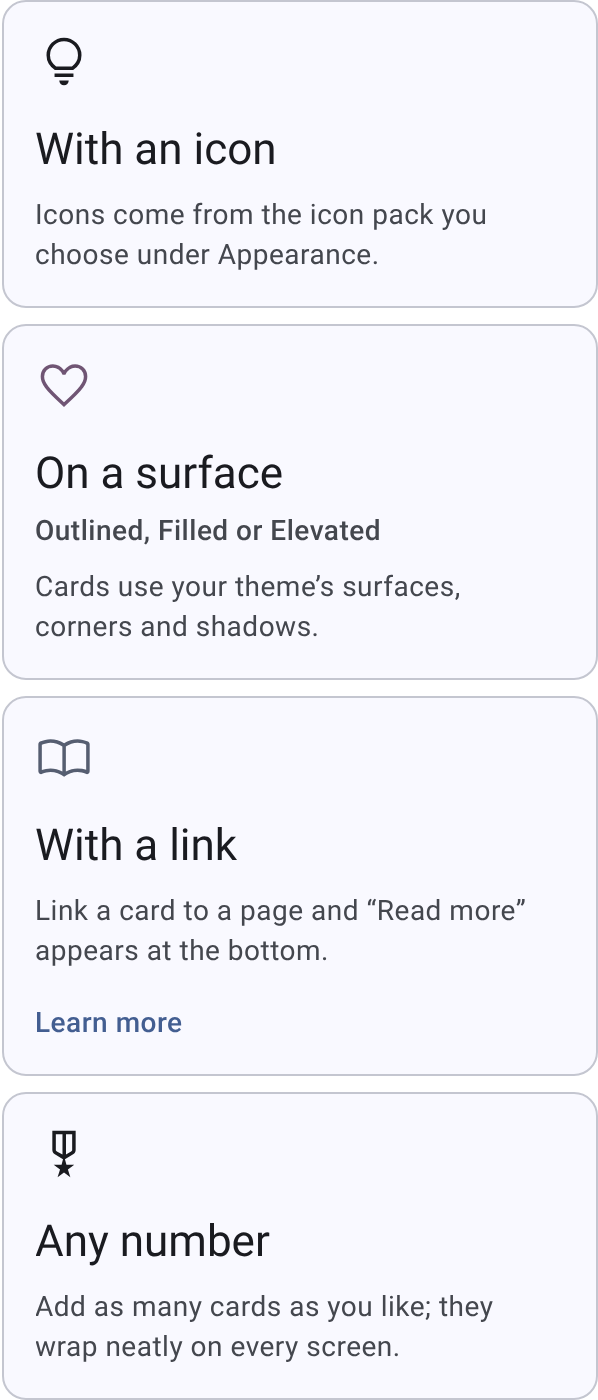 With an icon
Icons come from the icon pack you
choose under Appearance.
On a surface
Outlined, Filled or Elevated
Cards use your theme’s surfaces,
corners and shadows.
With a link
Link a card to a page and “Read more”
appears at the bottom.
Learn more
Any number
Add as many cards as you like; they
wrap neatly on every screen.